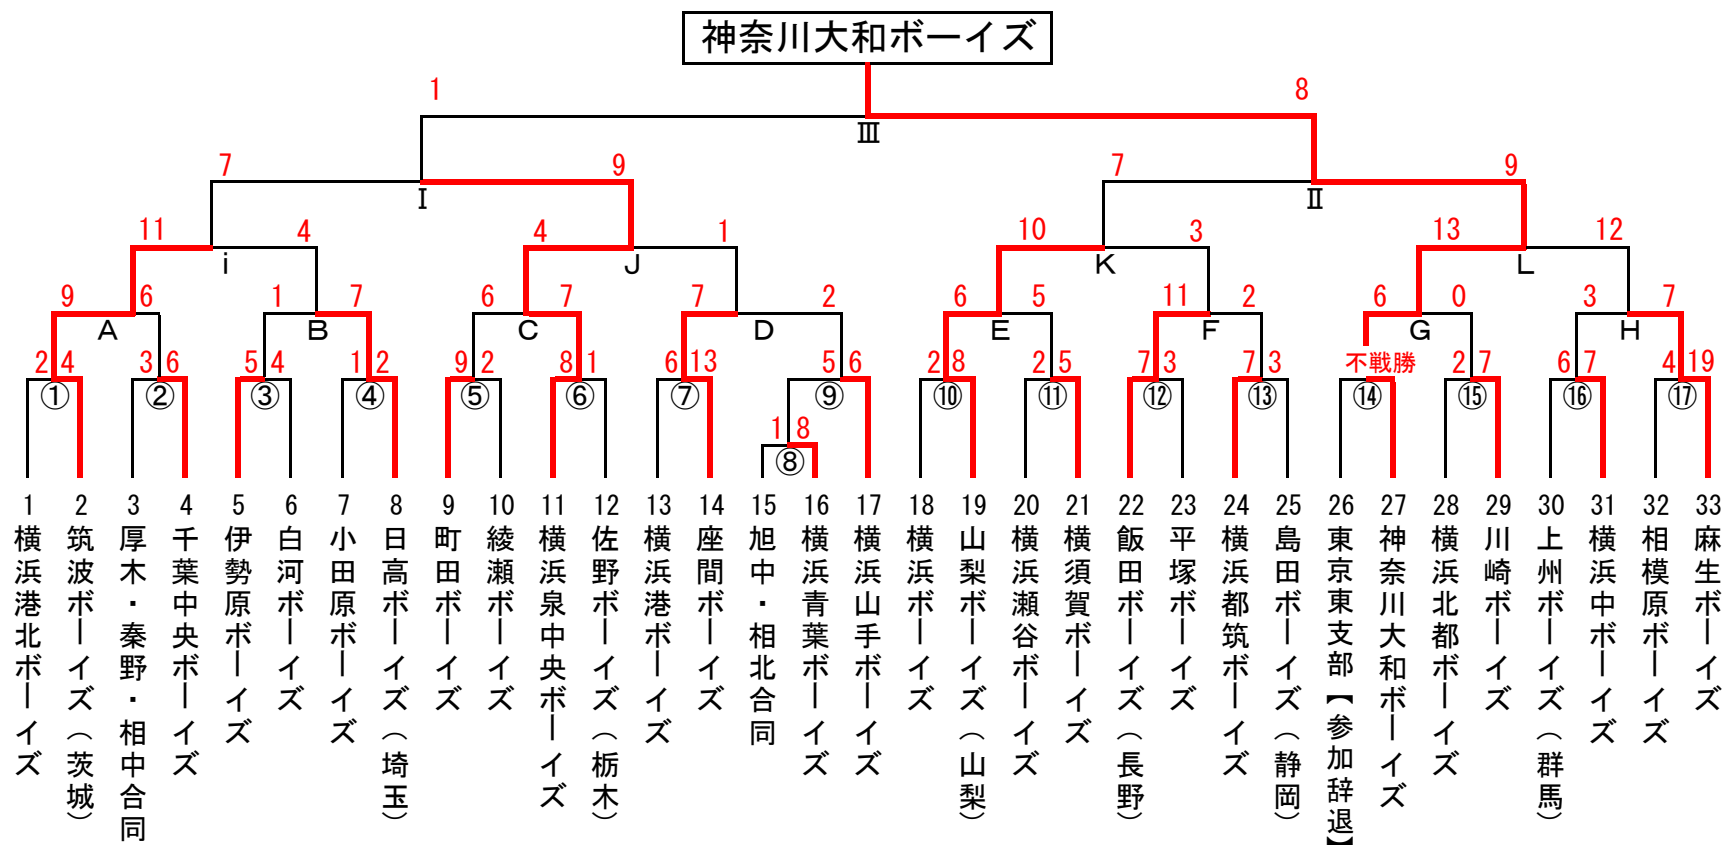 神奈川大和ボーイズ
1 8
Ⅲ
7 9 7 9
Ⅰ Ⅱ
11 4 4 1 10 3 13 12
i J K L
9 6 1 7 6 7 7 2 6 5 11 2 6 0 3 7
A B C D E F G H
2 4 3 6 5 4 1 2 9 2 8 1 6 13 5 6 2 8 2 5 7 3 7 3 不戦勝 2 7 6 7 4 19
① ② ③ ④ ⑤ ⑥ ⑦ ⑨ ⑩ ⑪ ⑫ ⑬ ⑭ ⑮ ⑯ ⑰
1 8
⑧
1 横浜港北ボーイズ
2 筑波ボーイズ(茨城)
3 厚木・秦野・相中合同
4 千葉中央ボーイズ
5 伊勢原ボーイズ
6 白河ボーイズ
7 小田原ボーイズ
8 日高ボーイズ(埼玉)
9 町田ボーイズ
10 綾瀬ボーイズ
11 横浜泉中央ボーイズ
12 佐野ボーイズ(栃木)
13 横浜港ボーイズ
14 座間ボーイズ
15 旭中・相北合同
16 横浜青葉ボーイズ
17 横浜山手ボーイズ
18 横浜ボーイズ
19 山梨ボーイズ(山梨)
20 横浜瀬谷ボーイズ
21 横須賀ボーイズ
22 飯田ボーイズ(長野)
23 平塚ボーイズ
24 横浜都筑ボーイズ
25 島田ボーイズ(静岡)
26 東京東支部【参加辞退】
27 神奈川大和ボーイズ
28 横浜北都ボーイズ
29 川崎ボーイズ
30 上州ボーイズ(群馬)
31 横浜中ボーイズ
32 相模原ボーイズ
33 麻生ボーイズ